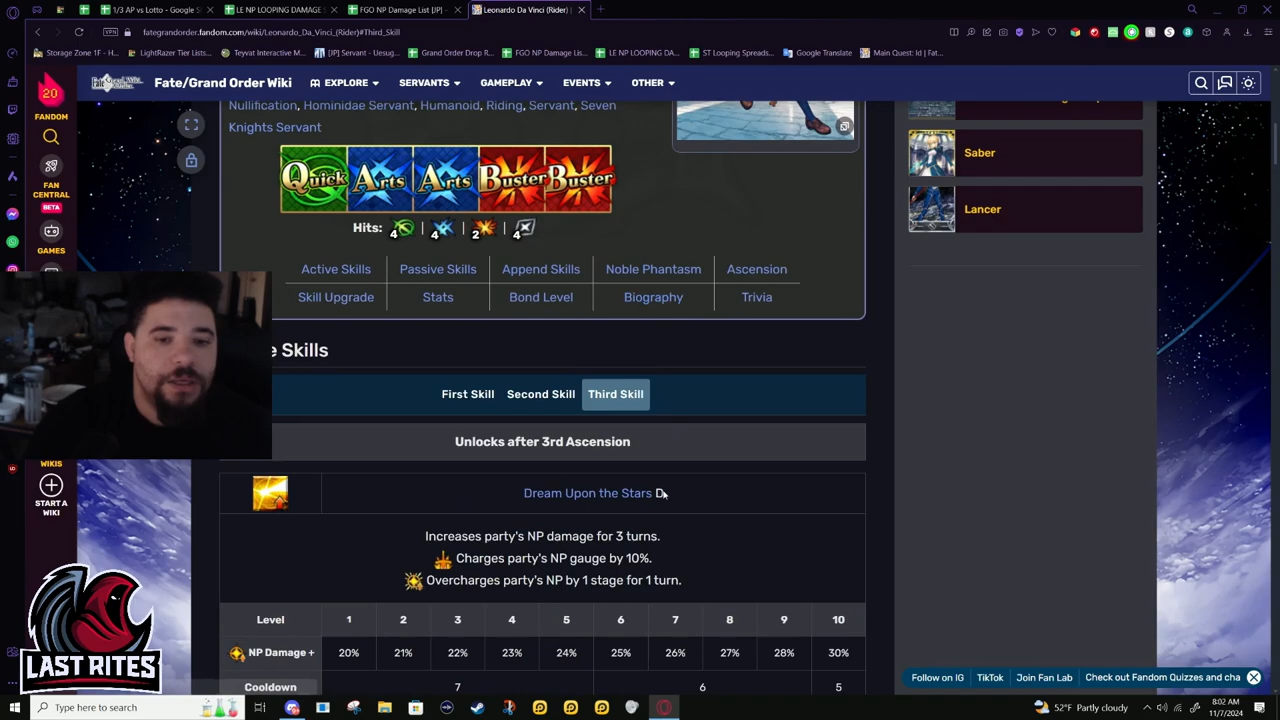 1/3 AP vs Lotto - Google S
LE NP LOOPING DAMAGE
FGO NP Damage List [JP] -
Leonardo Da Vinci (Rider) |
VPN
fategrandorder.fandom.com/wiki/Leonardo_Da_Vinci_(Rider)#Third_Skill
Storage Zone 1F - H...
LightRazer Tier Lists...
Teyvat Interactive M...
[JP] Servant - Uesug...
Grand Order Drop R...
FGO NP Damage Lis...
LE NP LOOPING DA...
ST Looping Spreads...
Google Translate
Main Quest: Id | Fat...
20
FANDOM
Fate/Grand Order Wiki
EXPLORE
SERVANTS
GAMEPLAY
EVENTS
OTHER
FAN
CENTRAL
BETA
GAMES
WIKIS
START A
WIKI
Nullification, Hominidae Servant, Humanoid, Riding, Servant, Seven
Knights Servant
Quick Arts Arts Buster Buster
Hits: 4 | 4 | 2 | 4
Active Skills
Passive Skills
Append Skills
Noble Phantasm
Ascension
Skill Upgrade
Stats
Bond Level
Biography
Trivia
e Skills
First Skill
Second Skill
Third Skill
Unlocks after 3rd Ascension
Dream Upon the Stars D
Increases party's NP damage for 3 turns.
Charges party's NP gauge by 10%.
Overcharges party's NP by 1 stage for 1 turn.
Level 1 2 3 4 5 6 7 8 9 10
NP Damage + 20% 21% 22% 23% 24% 25% 26% 27% 28% 30%
Cooldown 7 6 5
Saber
Lancer
Follow on IG
TikTok
Join Fan Lab
Check out Fandom Quizzes and cha
LAST RITES
Type here to search
52°F Partly cloudy
8:02 AM
11/7/2024